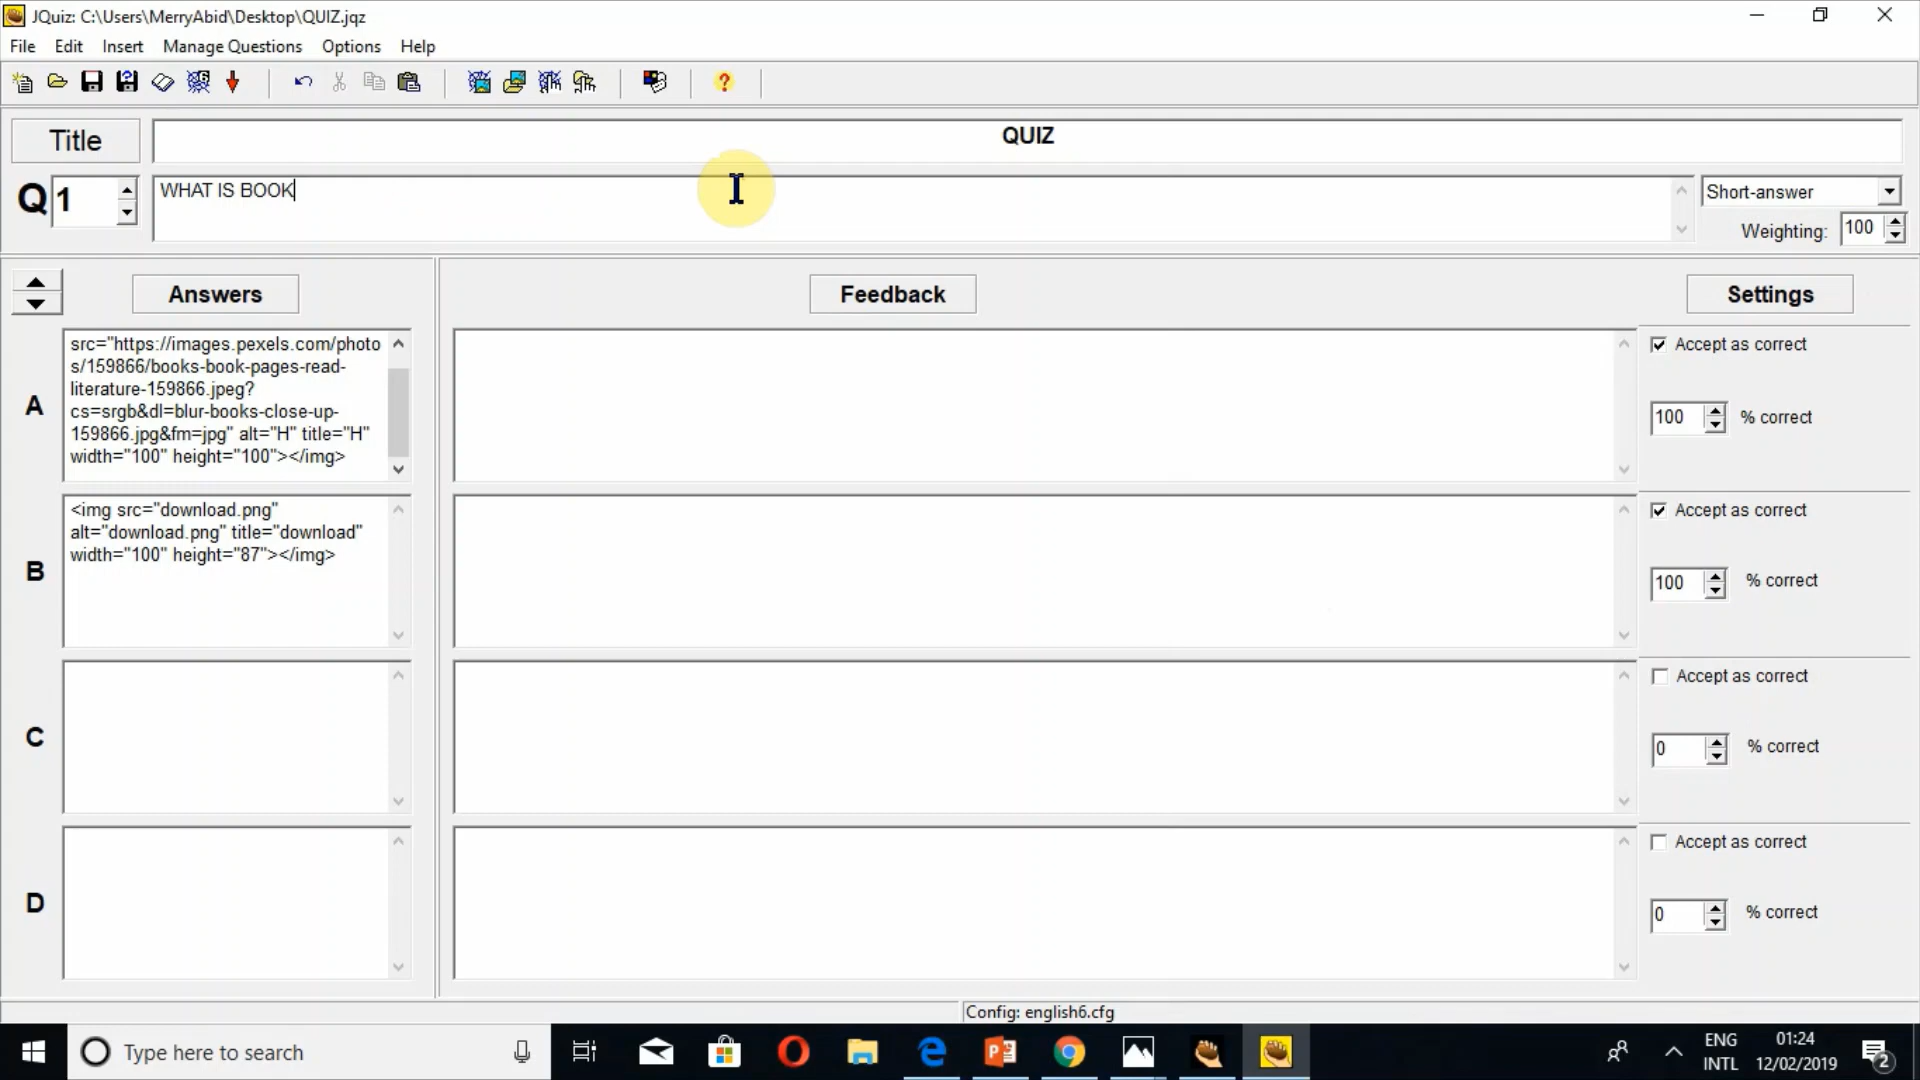 JQuiz: C:\Users\MerryAbid\Desktop\QUIZ.jqz
File Edit Insert Manage Questions Options Help
Title
QUIZ
Q 1
WHAT IS BOOK
Short-answer
Weighting: 100
Answers Feedback Settings
A
src="https://images.pexels.com/photo
s/159866/books-book-pages-read-
literature-159866.jpeg?
cs=srgb&dl=blur-books-close-up-
159866.jpg&fm=jpg" alt="H" title="H"
width="100" height="100"></img>
Accept as correct
100 % correct
B
<img src="download.png"
alt="download.png" title="download"
width="100" height="87"></img>
Accept as correct
100 % correct
C
Accept as correct
0 % correct
D
Accept as correct
0 % correct
Config: english6.cfg
Type here to search
ENG
INTL
01:24
12/02/2019
2